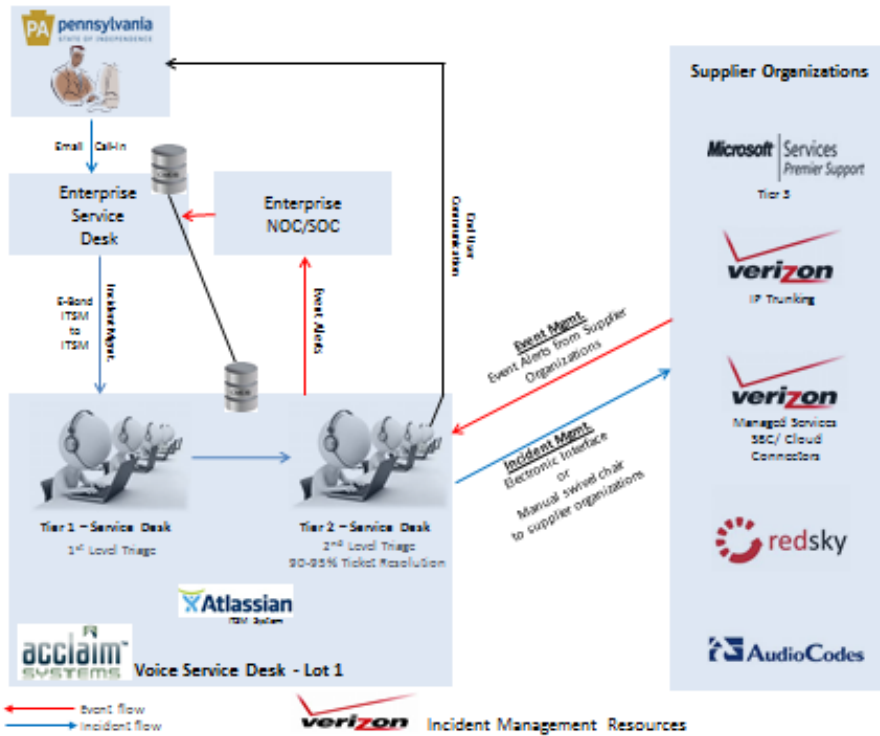 PA pennsylvania
STATE OF INDEPENDENCE
Email Call-In
Enterprise
Service
Desk
Enterprise
NOC/SOC
End User
Communication
E-Bond
ITSM
to
ITSM
Incident Mgmt.
Event Alerts
Event Mgmt.
Event Alerts from Supplier
Organizations
Incident Mgmt.
Electronic Interface
or
Manual swivel chair
to supplier organizations
Tier 1 – Service Desk
1st Level Triage
Tier 2 – Service Desk
2nd Level Triage
90-95% Ticket Resolution
Atlassian
ITSM System
acclaim™
SYSTEMS
Voice Service Desk - Lot 1
Supplier Organizations
Microsoft Services
Premier Support
Tier 3
verizon
IP Trunking
verizon
Managed Services
SBC/ Cloud
Connectors
redsky
AudioCodes
Event flow
Incident flow
verizon Incident Management Resources